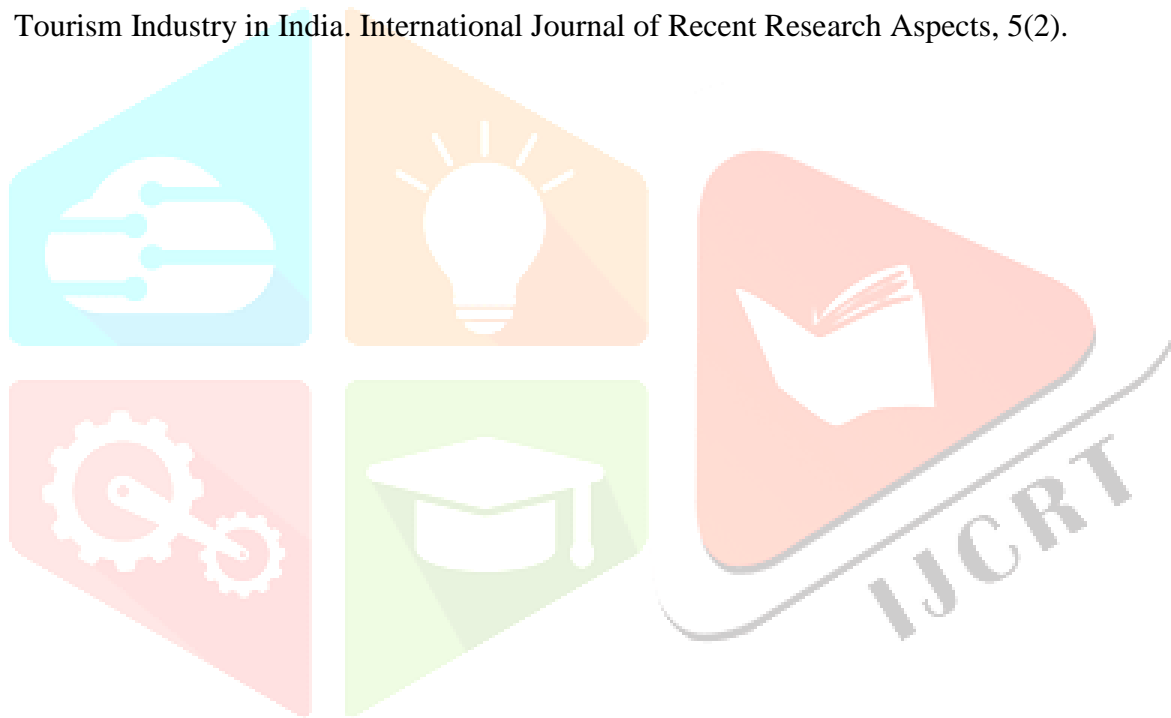 Tourism Industry in India. International Journal of Recent Research Aspects, 5(2).
IJCRT